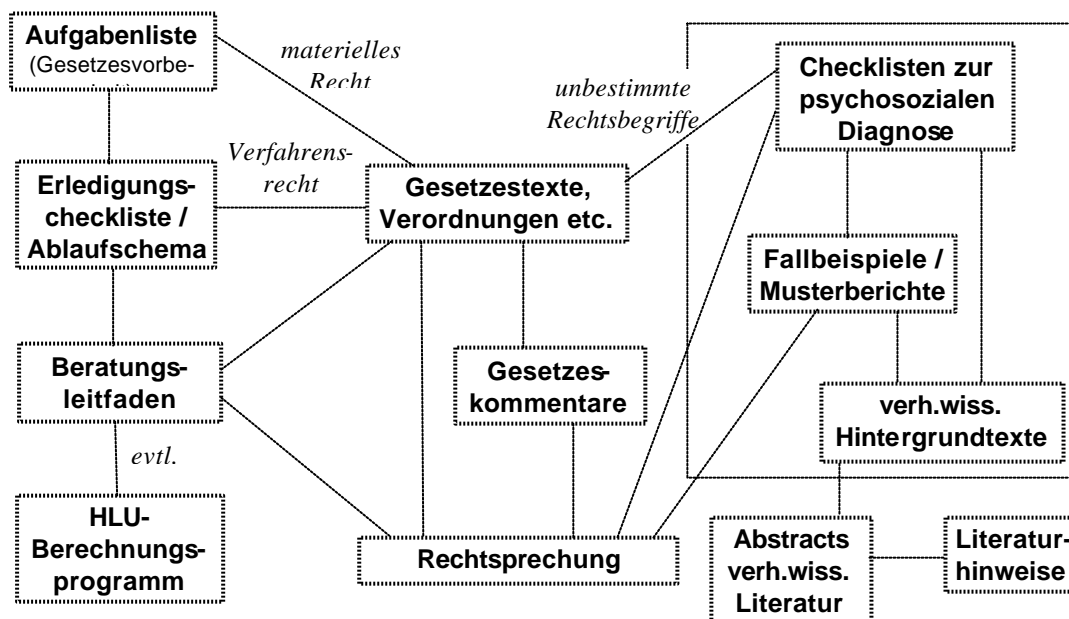 Aufgabenliste
(Gesetzesvorbe-
materielles
Recht
unbestimmte
Rechtsbegriffe
Checklisten zur
psychosozialen
Diagnose
Erledigungs-
checkliste /
Ablaufschema
Verfahrens-
recht
Gesetzestexte,
Verordnungen etc.
Fallbeispiele /
Musterberichte
Beratungs-
leitfaden
Gesetzes-
kommentare
verh.wiss.
Hintergrundtexte
evtl.
HLU-
Berechnungs-
programm
Rechtsprechung
Abstracts
verh.wiss.
Literatur
Literatur-
hinweise